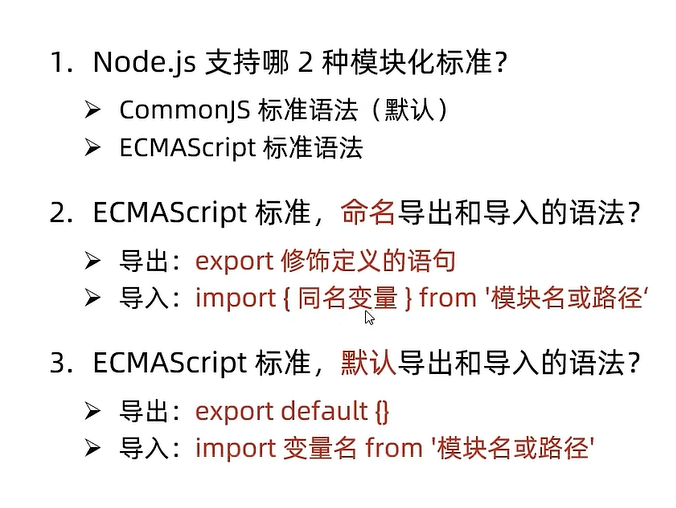 1. Node.js 支持哪 2 种模块化标准?
➢ CommonJS 标准语法（默认）
➢ ECMAScript 标准语法
2. ECMAScript 标准，命名导出和导入的语法?
➢ 导出：export 修饰定义的语句
➢ 导入：import { 同名变量 } from '模块名或路径‘
3. ECMAScript 标准，默认导出和导入的语法?
➢ 导出：export default {}
➢ 导入：import 变量名 from '模块名或路径'